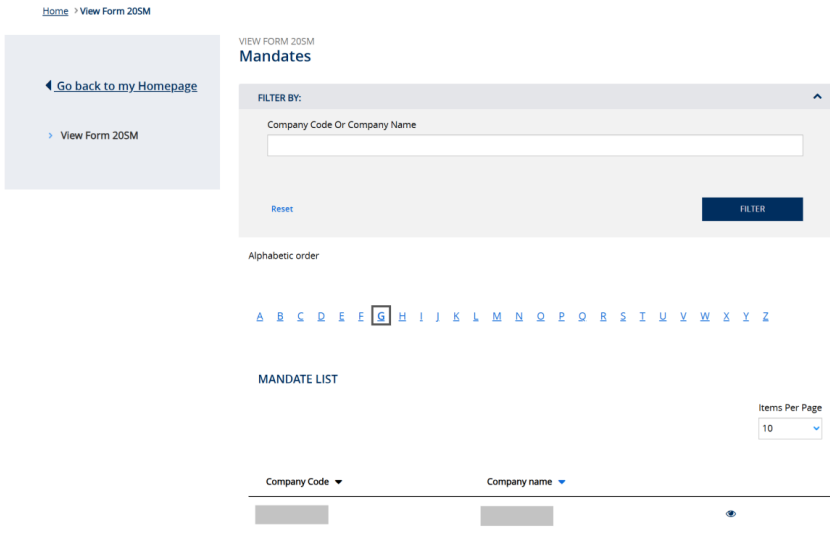 Home > View Form 20SM
VIEW FORM 20SM
Mandates
Go back to my Homepage
> View Form 20SM
FILTER BY:
Company Code Or Company Name
Reset
FILTER
Alphabetic order
A B C D E F G H I J K L M N O P Q R S T U V W X Y Z
MANDATE LIST
Items Per Page
10
Company Code Company name